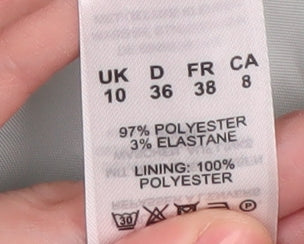 UK D FR CA
10 36 38 8
97% POLYESTER
3% ELASTANE
LINING: 100%
POLYESTER
30 P